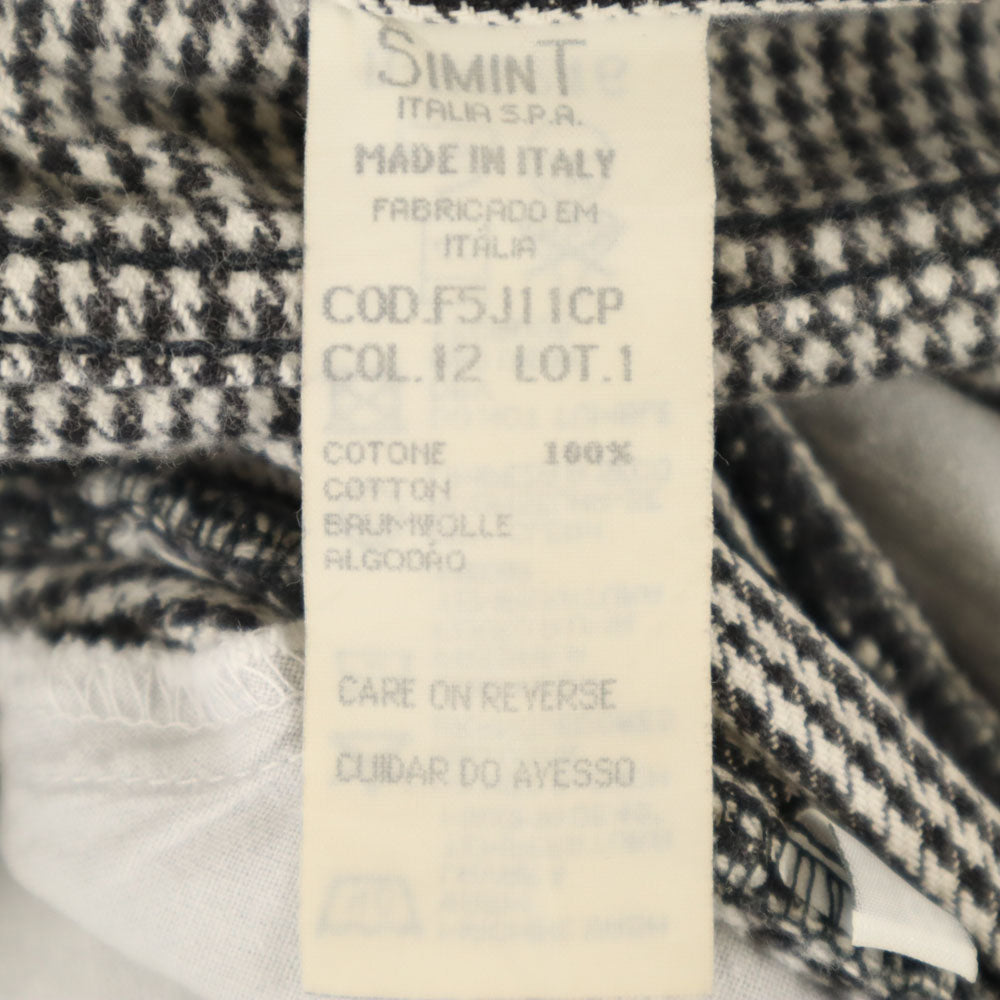 SIMINT
ITALIA S.P.A.
MADE IN ITALY
FABRICADO EM
ITÁLIA
COD.F5J11CP
COL.12 LOT.1
COTONE 100%
COTTON
BAUMWOLLE
ALGODÃO
CARE ON REVERSE
CUIDAR DO AVESSO